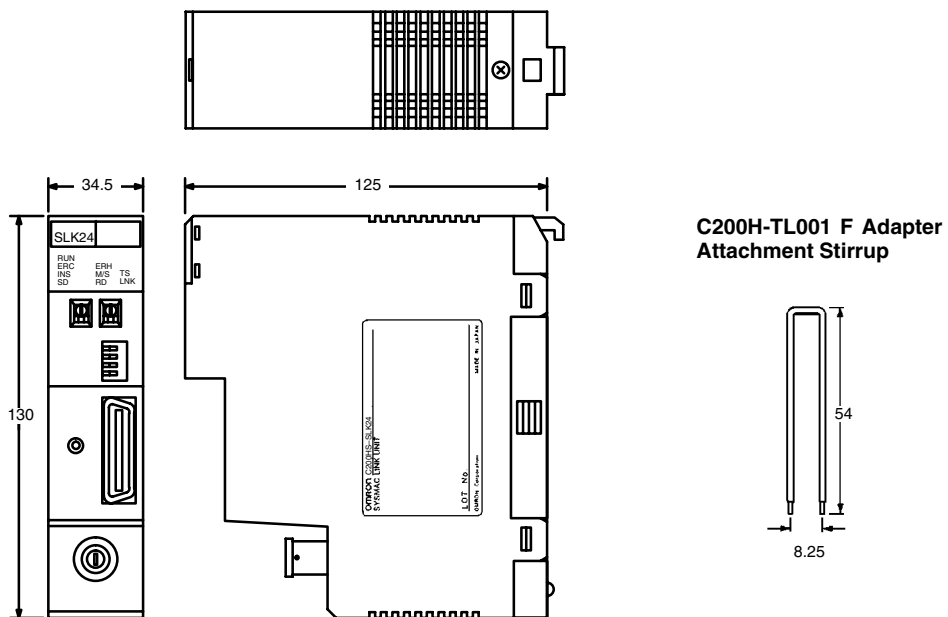 34.5
125
SLK24
RUN
ERC ERH
INS M/S TS
SD RD LNK
130
OMRON C200HS-SLK24
SYSMAC LINK UNIT
LOT No
OMRON Corporation MADE IN JAPAN
C200H-TL001 F Adapter
Attachment Stirrup
54
8.25